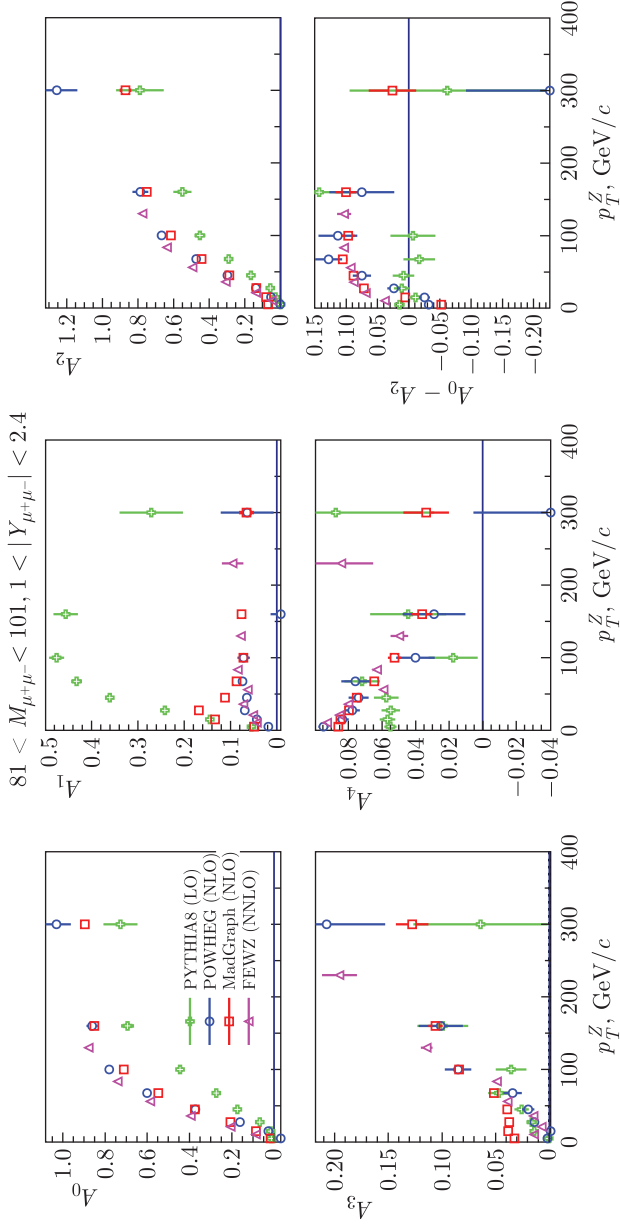 81 < M_{μ+μ−} < 101, 1 < |Y_{μ+μ−}| < 2.4
A_0
1.0
0.8
0.6
0.4
0.2
0
PYTHIA8 (LO)
POWHEG (NLO)
MadGraph (NLO)
FEWZ (NNLO)
A_1
0.5
0.4
0.3
0.2
0.1
0
A_2
1.2
1.0
0.8
0.6
0.4
0.2
0
A_3
0.20
0.15
0.10
0.05
0
0 100 200 300 400
p_T^Z, GeV/c
A_4
0.08
0.06
0.04
0.02
0
−0.02
−0.04
0 100 200 300 400
p_T^Z, GeV/c
A_0 − A_2
0.15
0.10
0.05
0
−0.05
−0.10
−0.15
−0.20
0 100 200 300 400
p_T^Z, GeV/c